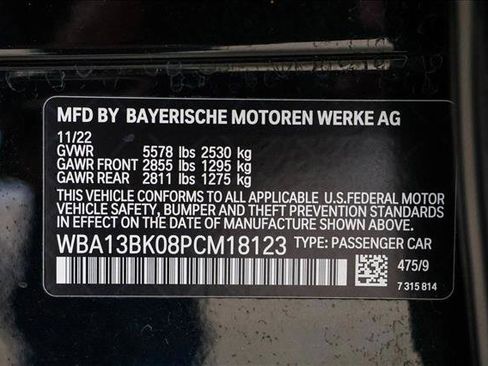 MFD BY BAYERISCHE MOTOREN WERKE AG
11/22
GVWR 5578 lbs 2530 kg
GAWR FRONT 2855 lbs 1295 kg
GAWR REAR 2811 lbs 1275 kg
THIS VEHICLE CONFORMS TO ALL APPLICABLE U.S.FEDERAL MOTOR
VEHICLE SAFETY, BUMPER AND THEFT PREVENTION STANDARDS
IN EFFECT ON THE DATE OF MANUFACTURE SHOWN ABOVE.
WBA13BK08PCM18123 TYPE: PASSENGER CAR
475/9
7 315 814